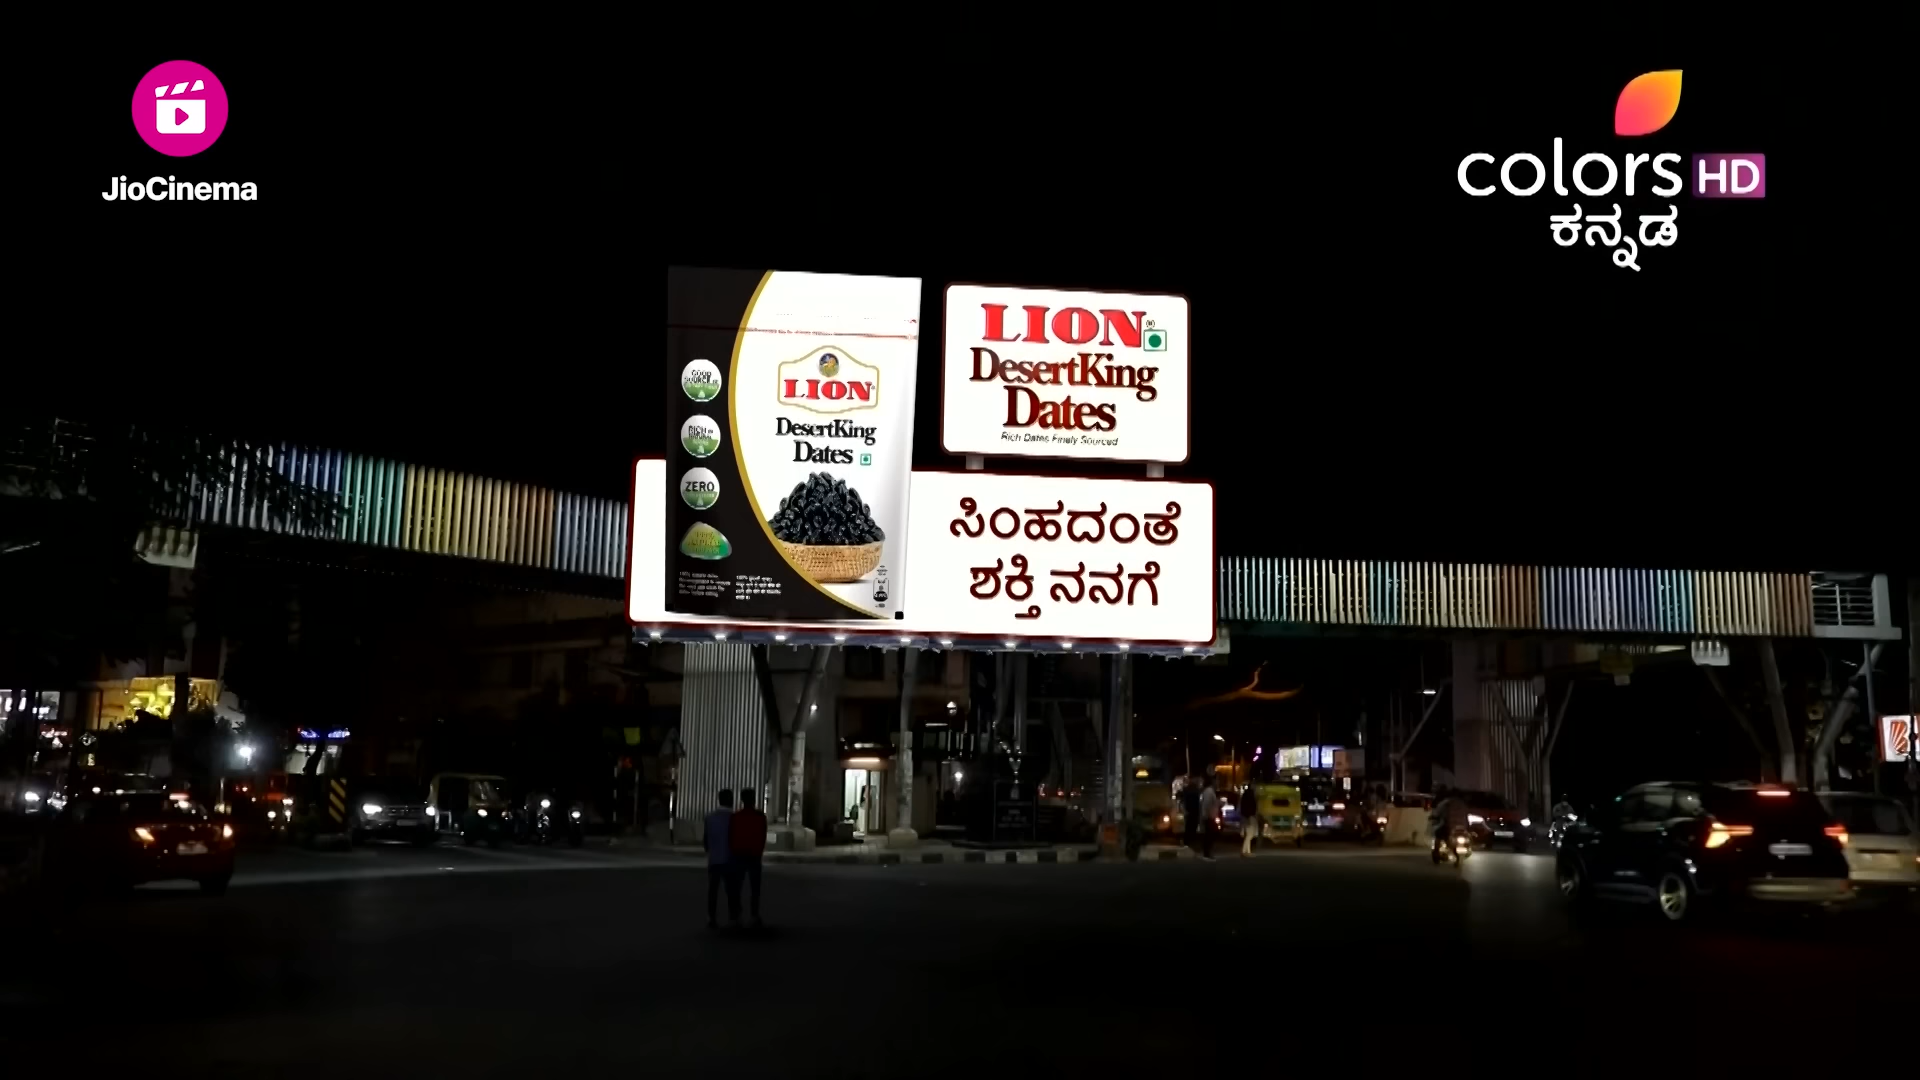 JioCinema
colors HD
ಕನ್ನಡ
LION
DesertKing
Dates
Rich Dates Finely Sourced
LION
DesertKing
Dates
ZERO
ಸಿಂಹದಂತೆ
ಶಕ್ತಿ ನನಗೆ